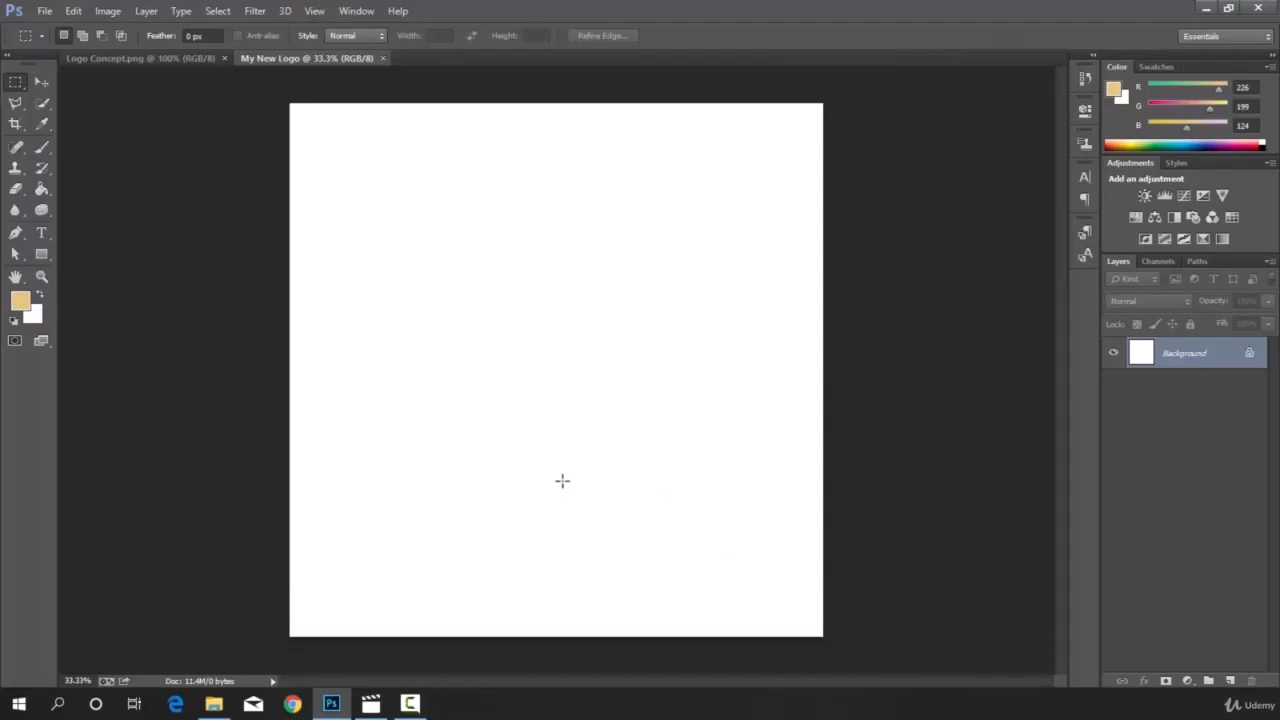 Ps File Edit Image Layer Type Select Filter 3D View Window Help
Feather: 0 px Anti-alias Style: Normal Width: Height: Refine Edge... Essentials
Logo Concept.png @ 100% (RGB/8) × My New Logo @ 33.3% (RGB/8) ×
Color Swatches
R 226
G 199
B 124
Adjustments Styles
Add an adjustment
Layers Channels Paths
Kind
Normal Opacity: 100%
Lock: Fill: 100%
Background
33.33% Doc: 11.4M/0 bytes
Udemy